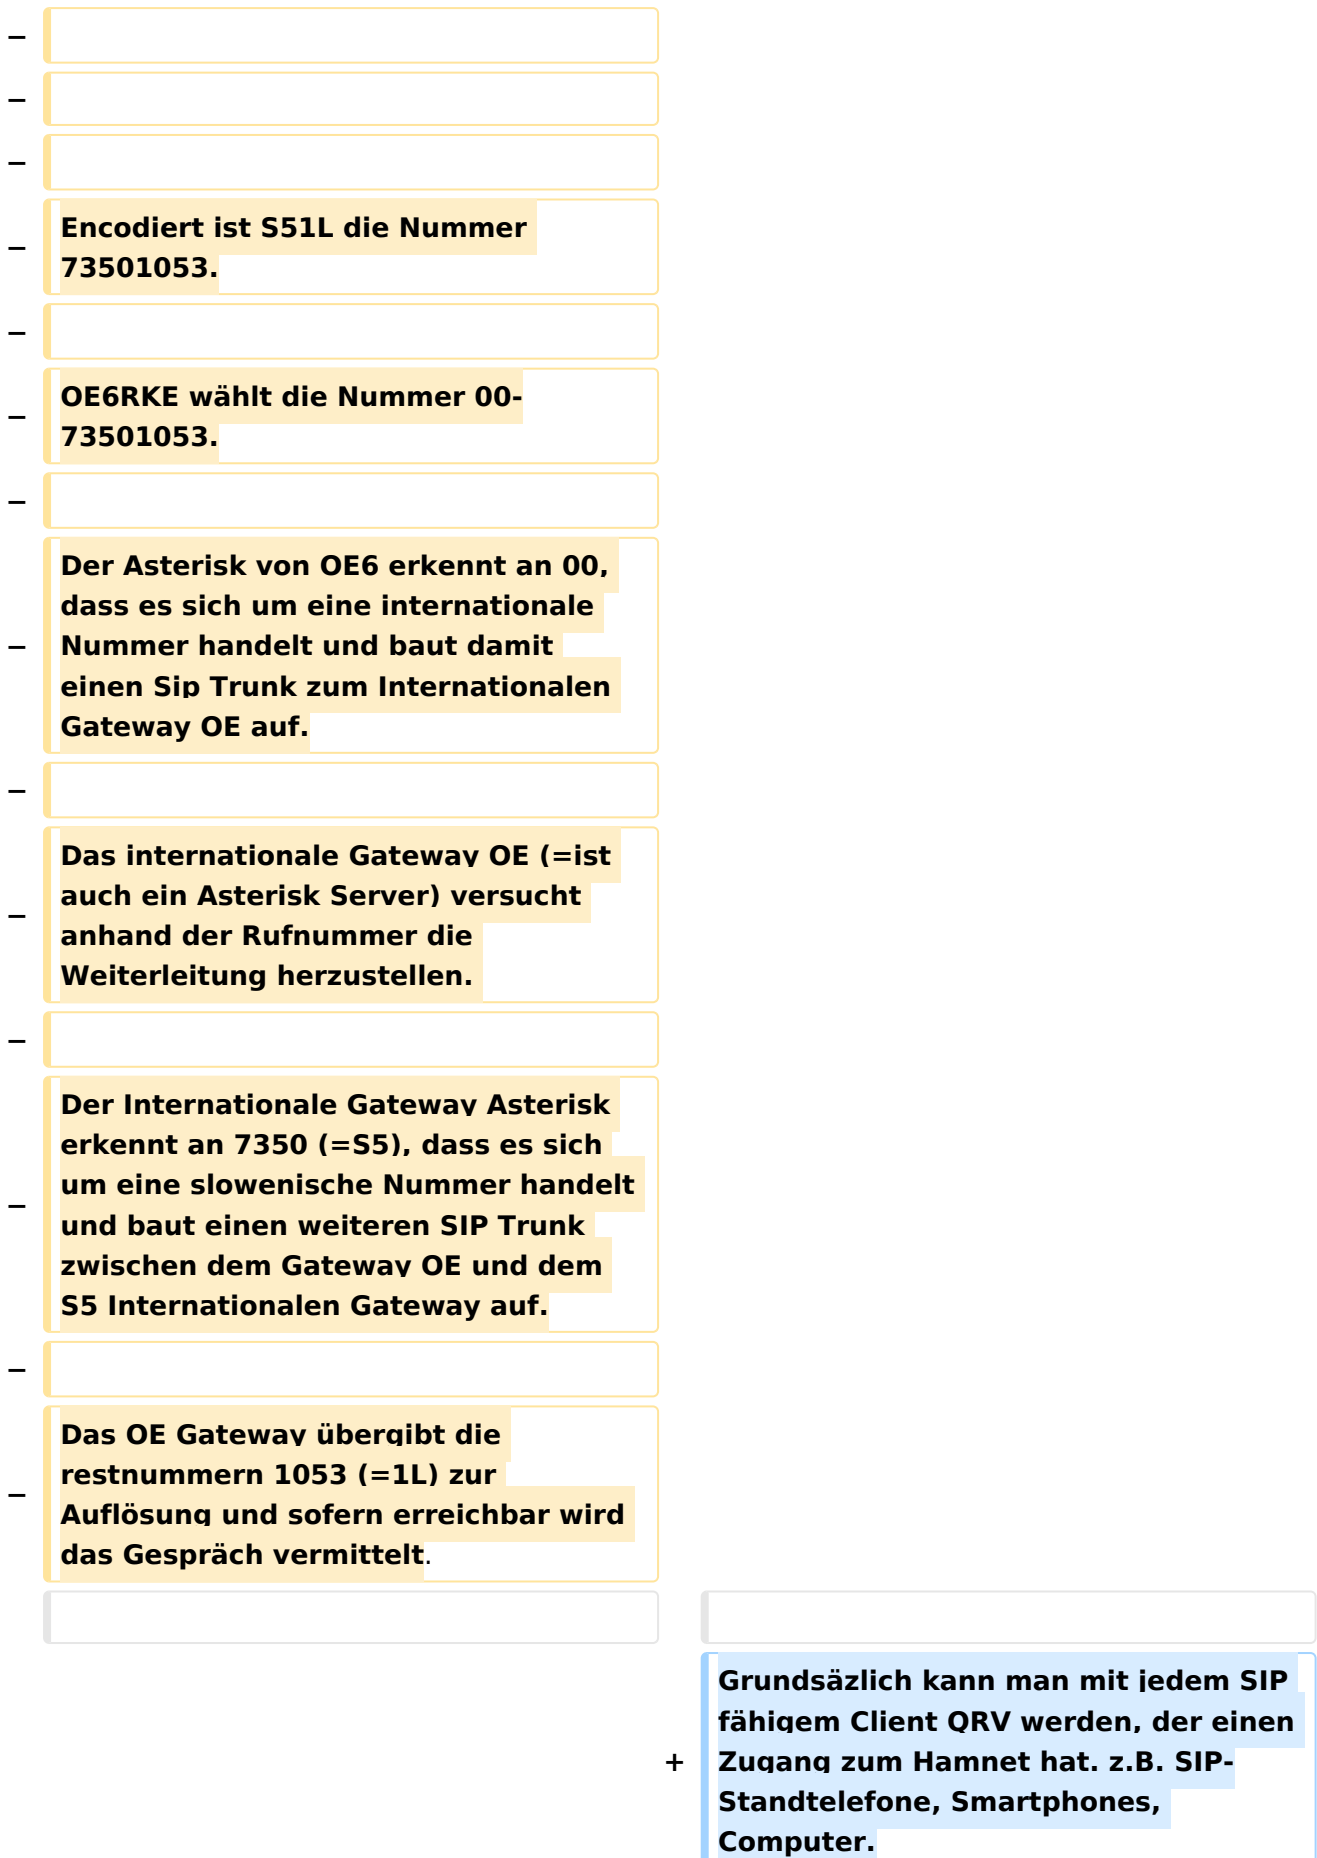 −
−
−
− Encodiert ist S51L die Nummer
73501053.
−
− OE6RKE wählt die Nummer 00-
73501053.
−
− Der Asterisk von OE6 erkennt an 00,
dass es sich um eine internationale
Nummer handelt und baut damit
einen Sip Trunk zum Internationalen
Gateway OE auf.
−
− Das internationale Gateway OE (=ist
auch ein Asterisk Server) versucht
anhand der Rufnummer die
Weiterleitung herzustellen.
−
− Der Internationale Gateway Asterisk
erkennt an 7350 (=S5), dass es sich
um eine slowenische Nummer handelt
und baut einen weiteren SIP Trunk
zwischen dem Gateway OE und dem
S5 Internationalen Gateway auf.
−
− Das OE Gateway übergibt die
restnummern 1053 (=1L) zur
Auflösung und sofern erreichbar wird
das Gespräch vermittelt.
+ Grundsäzlich kann man mit jedem SIP
fähigem Client QRV werden, der einen
Zugang zum Hamnet hat. z.B. SIP-
Standtelefone, Smartphones,
Computer.